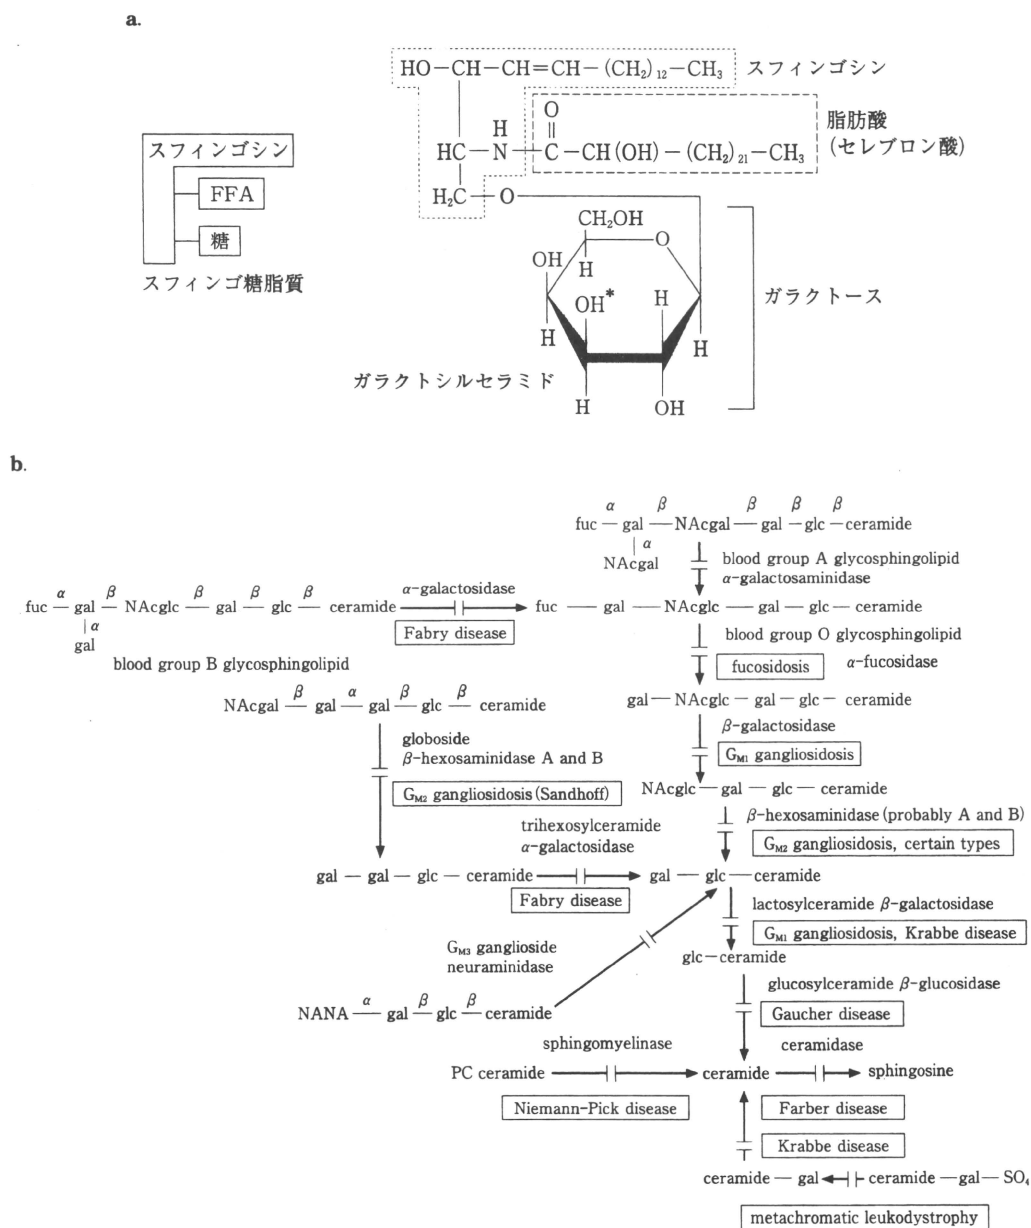 a.
HO-CH-CH=CH-(CH₂)₁₂-CH₃ スフィンゴシン
O
H
HC-N-C-CH(OH)-(CH₂)₂₁-CH₃
脂肪酸
(セレブロン酸)
H₂C-O
スフィンゴシン
FFA
糖
スフィンゴ糖脂質
CH₂OH
O
OH
H
OH*
H
H
H
H
OH
ガラクトース
ガラクトシルセラミド
b.
α β β β β
fuc-gal-NAcgal-gal-glc-ceramide
α
NAcgal
blood group A glycosphingolipid
α-galactosaminidase
α β β β β
fuc-gal-NAcglc-gal-glc-ceramide
α
gal
blood group B glycosphingolipid
α-galactosidase
Fabry disease
fuc-gal-NAcglc-gal-glc-ceramide
blood group O glycosphingolipid
fucosidosis α-fucosidase
β α β β
NAcgal-gal-gal-glc-ceramide
gal-NAcglc-gal-glc-ceramide
globoside
β-hexosaminidase A and B
GM2 gangliosidosis (Sandhoff)
β-galactosidase
GM1 gangliosidosis
NAcglc-gal-glc-ceramide
β-hexosaminidase (probably A and B)
GM2 gangliosidosis, certain types
trihexosylceramide
α-galactosidase
gal-gal-glc-ceramide
Fabry disease
gal-glc-ceramide
lactosylceramide β-galactosidase
GM1 gangliosidosis, Krabbe disease
GM3 ganglioside
neuraminidase
glc-ceramide
glucosylceramide β-glucosidase
Gaucher disease
α β β
NANA-gal-glc-ceramide
sphingomyelinase
ceramidase
PC ceramide
ceramide
sphingosine
Niemann-Pick disease
Farber disease
Krabbe disease
ceramide-gal
ceramide-gal-SO₄
metachromatic leukodystrophy